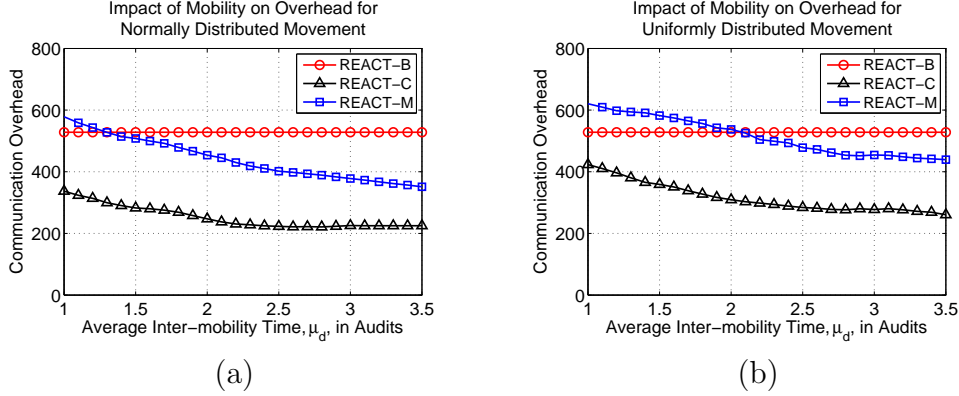 Impact of Mobility on Overhead for
Normally Distributed Movement
800
600
400
200
0
Communication Overhead
REACT−B
REACT−C
REACT−M
1 1.5 2 2.5 3 3.5
Average Inter−mobility Time, μd, in Audits
(a)
Impact of Mobility on Overhead for
Uniformly Distributed Movement
800
600
400
200
0
Communication Overhead
REACT−B
REACT−C
REACT−M
1 1.5 2 2.5 3 3.5
Average Inter−mobility Time, μd, in Audits
(b)